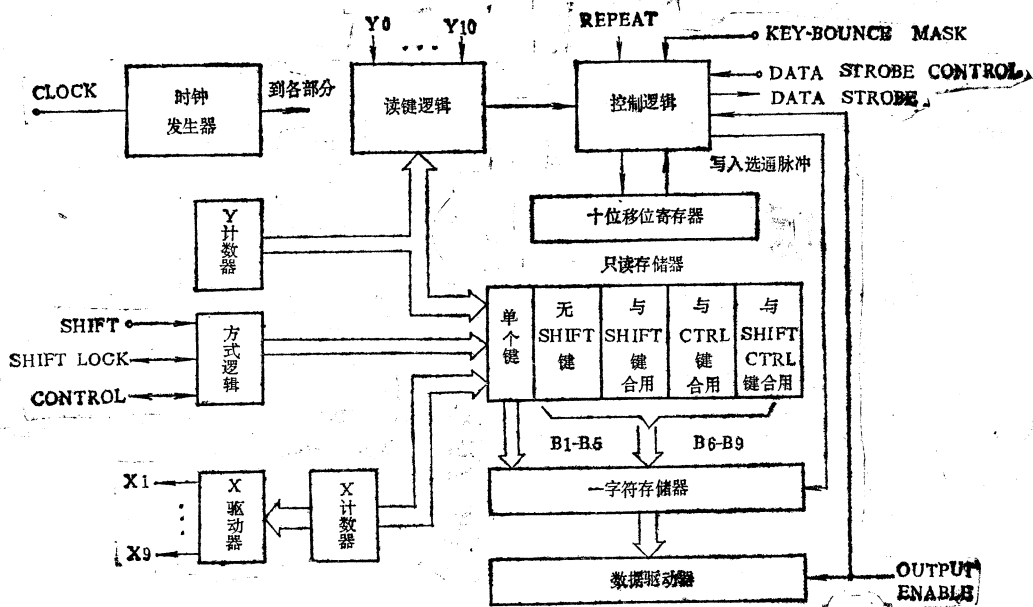 Y0 ... Y10
REPEAT
KEY-BOUNCE MASK
CLOCK
时钟
发生器
到各部分
读键逻辑
控制逻辑
DATA STROBE CONTROL
DATA STROBE
写入选通脉冲
十位移位寄存器
Y
计
数
器
只读存储器
SHIFT
SHIFT LOCK
CONTROL
方
式
逻
辑
单
个
键
无
SHIFT
键
与
SHIFT
键
合用
与
CTRL
键
合用
与
SHIFT
CTRL
键合用
B1-B5
B6-B9
一字符存储器
X1
X9
X
驱
动
器
X
计
数
器
数据驱动器
OUTPUT
ENABLE